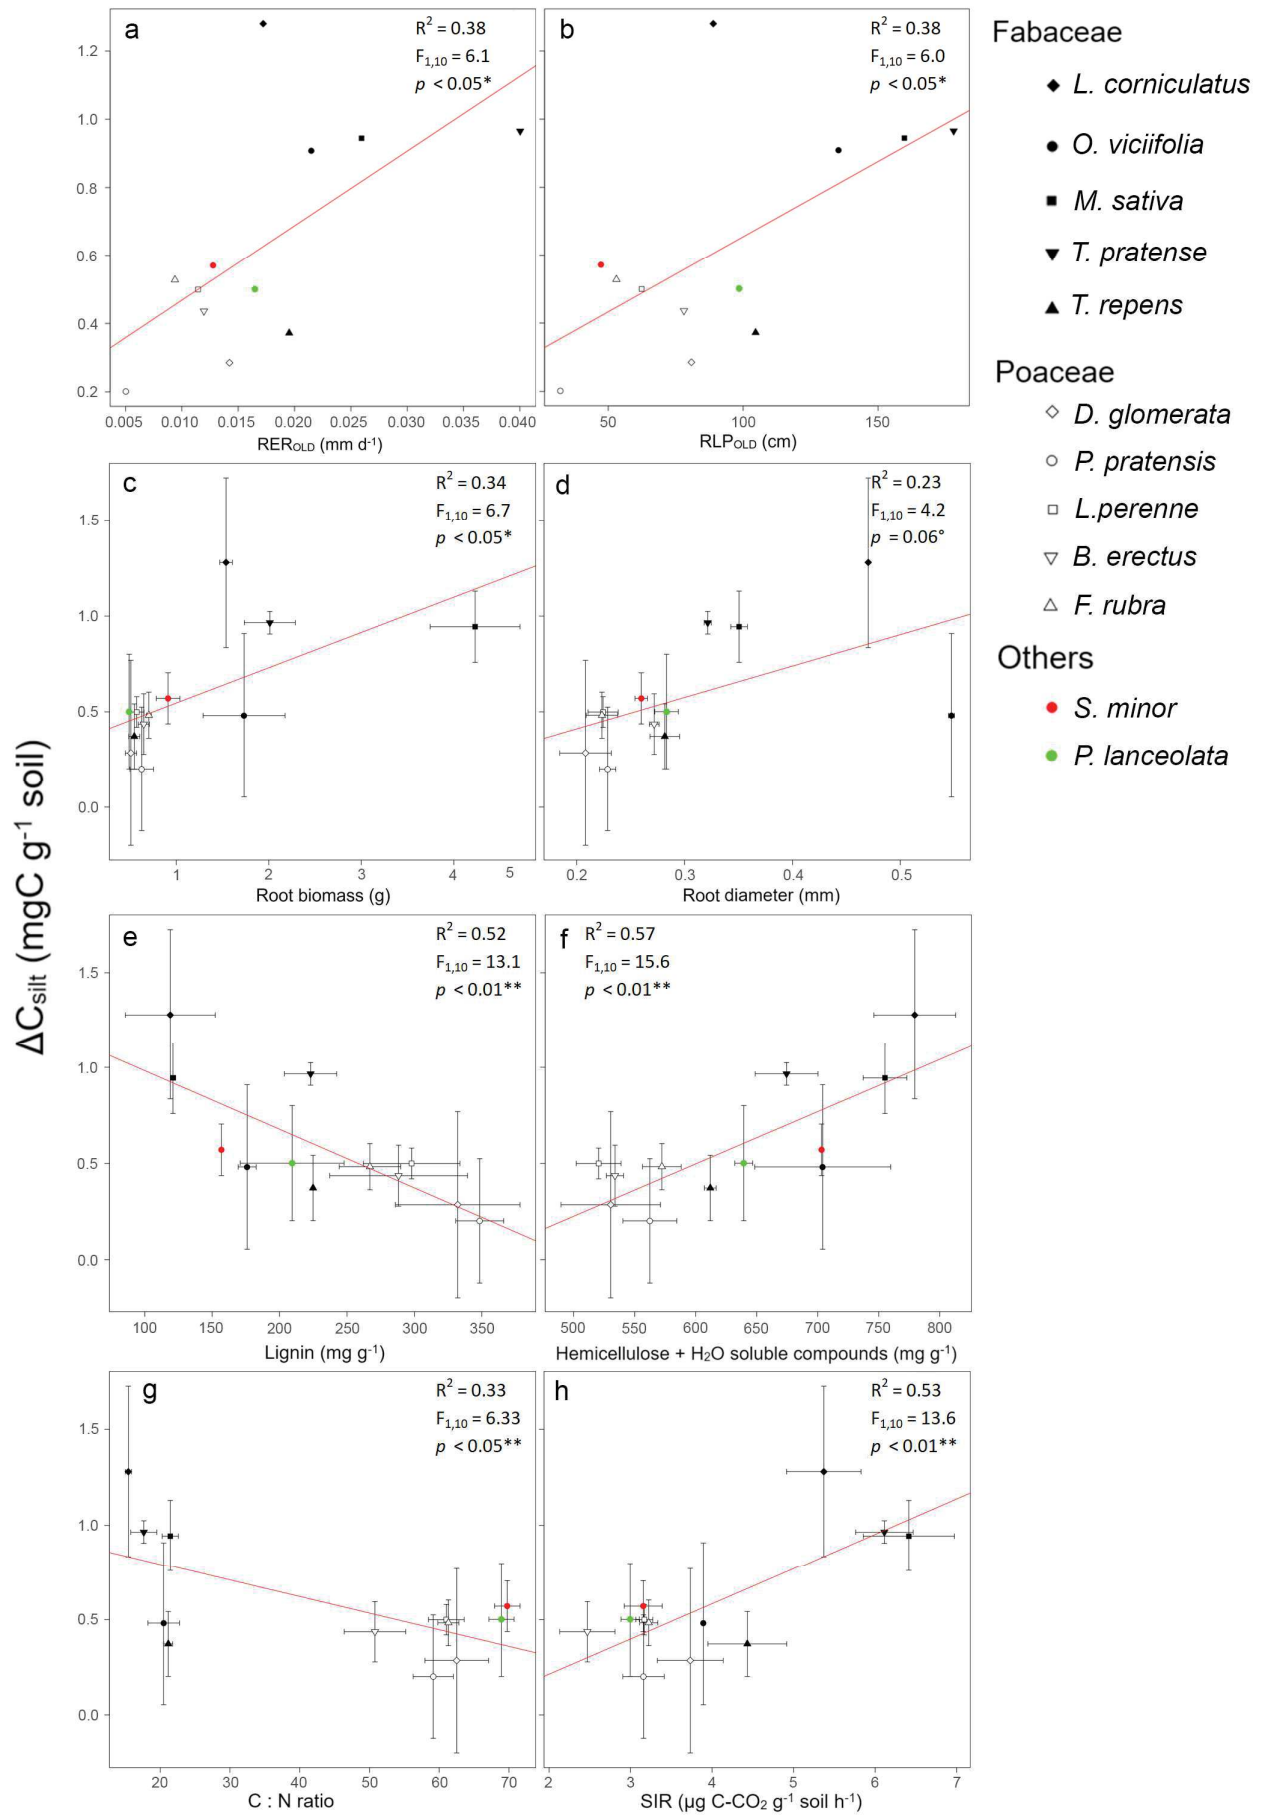 ΔCsilt (mgC g-1 soil)
a
R2 = 0.38
F1,10 = 6.1
p < 0.05*
1.2
1.0
0.8
0.6
0.4
0.2
0.005 0.010 0.015 0.020 0.025 0.030 0.035 0.040
REROLD (mm d-1)
b
R2 = 0.38
F1,10 = 6.0
p < 0.05*
50 100 150
RLPOLD (cm)
c
R2 = 0.34
F1,10 = 6.7
p < 0.05*
1.5
1.0
0.5
0.0
1 2 3 4 5
Root biomass (g)
d
R2 = 0.23
F1,10 = 4.2
p = 0.06°
0.2 0.3 0.4 0.5
Root diameter (mm)
e
R2 = 0.52
F1,10 = 13.1
p < 0.01**
1.5
1.0
0.5
0.0
100 150 200 250 300 350
Lignin (mg g-1)
f
R2 = 0.57
F1,10 = 15.6
p < 0.01**
500 550 600 650 700 750 800
Hemicellulose + H2O soluble compounds (mg g-1)
g
R2 = 0.33
F1,10 = 6.33
p < 0.05**
1.5
1.0
0.5
0.0
20 30 40 50 60 70
C : N ratio
h
R2 = 0.53
F1,10 = 13.6
p < 0.01**
2 3 4 5 6 7
SIR (µg C-CO2 g-1 soil h-1)
Fabaceae
L. corniculatus
O. viciifolia
M. sativa
T. pratense
T. repens
Poaceae
D. glomerata
P. pratensis
L.perenne
B. erectus
F. rubra
Others
S. minor
P. lanceolata